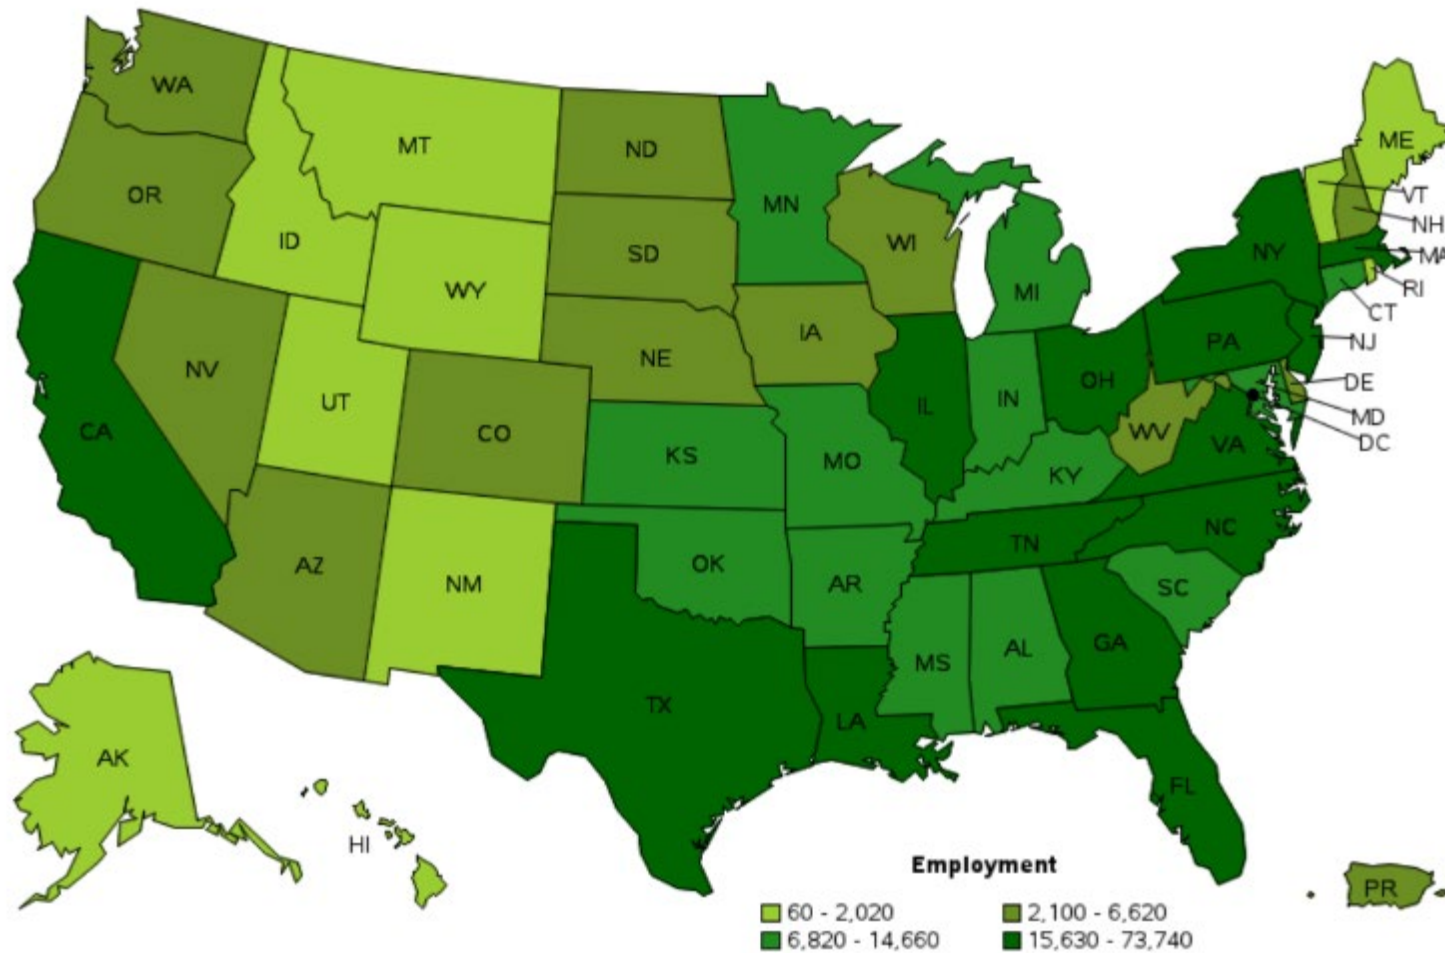 WA
MT
ND
ME
OR
MN
VT
ID
WI
NH
SD
NY
MA
WY
MI
RI
CT
IA
PA
NJ
NE
NV
OH
DE
UT
IN
IL
MD
CO
CA
WV
DC
VA
KS
MO
KY
NC
TN
AZ
OK
NM
AR
SC
GA
AL
MS
TX
LA
AK
FL
HI
Employment
PR
60 - 2,020 2,100 - 6,620
6,820 - 14,660 15,630 - 73,740